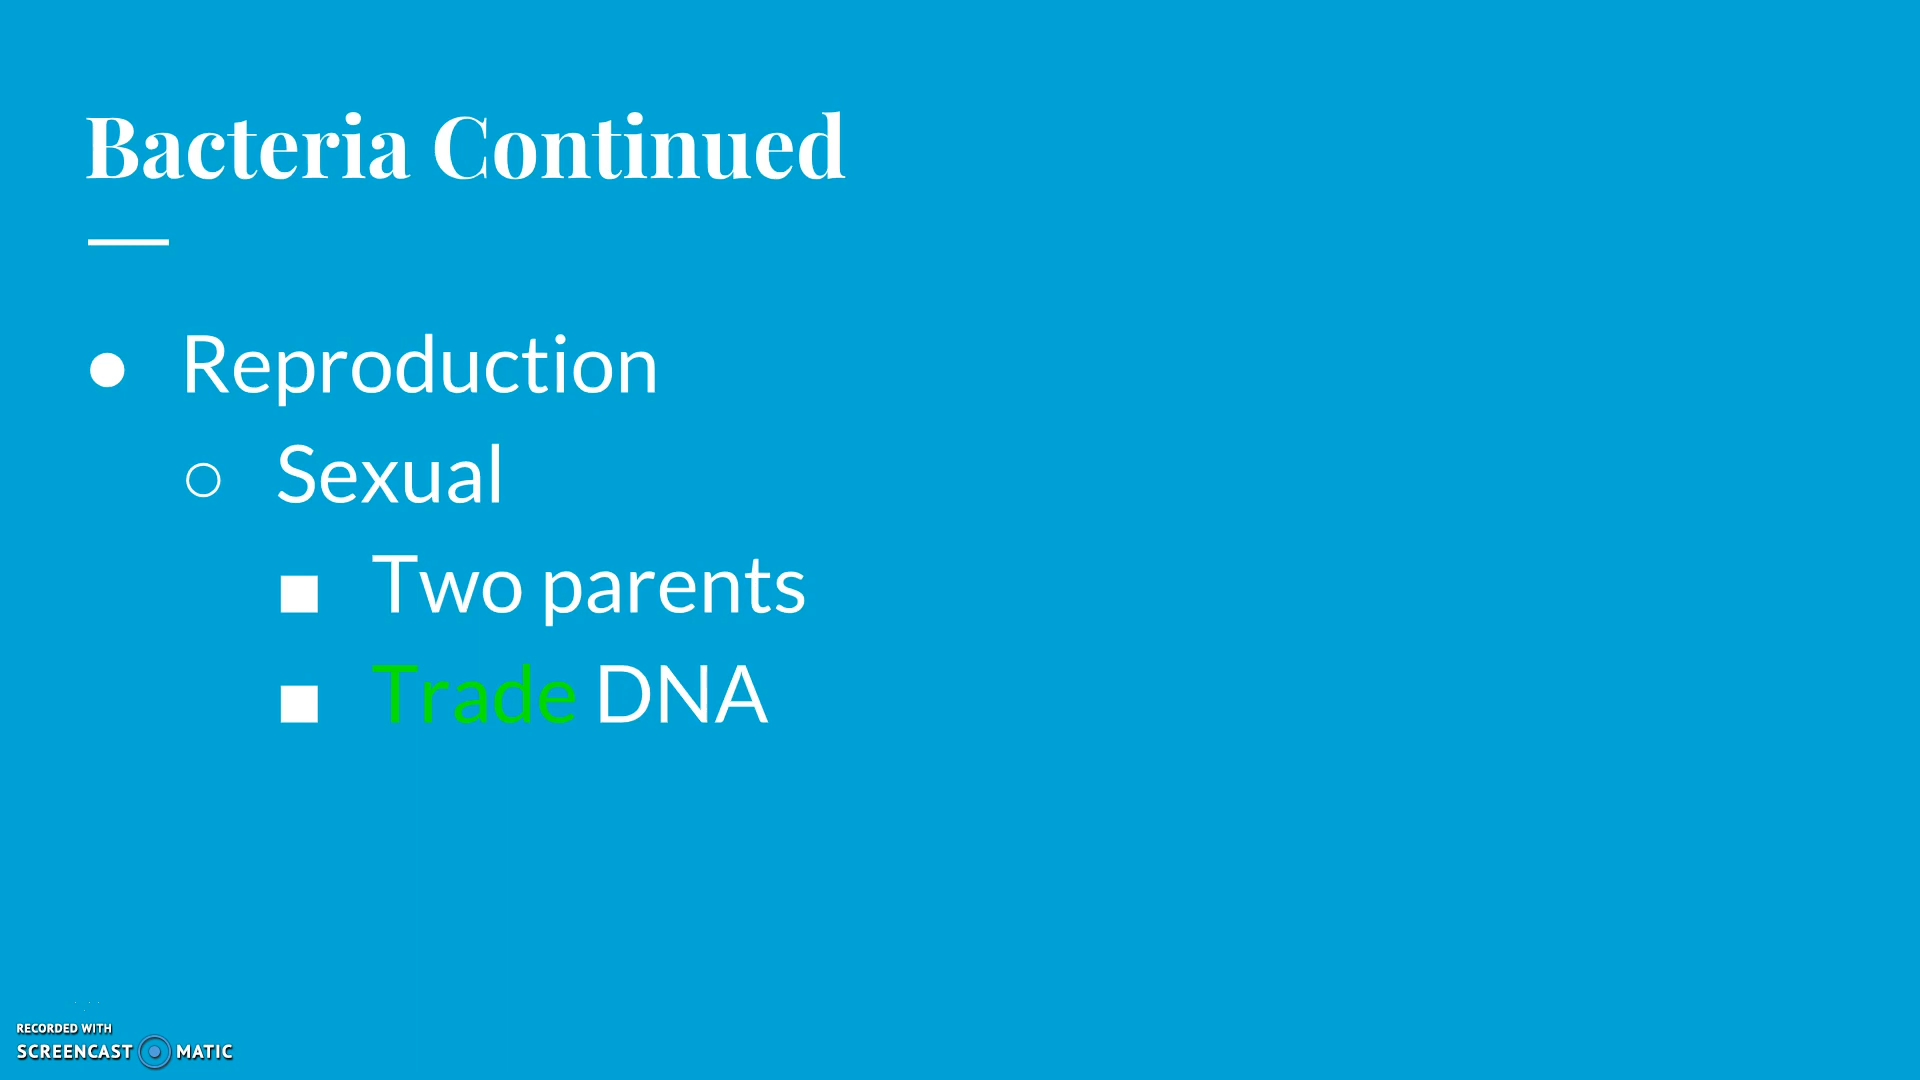 Bacteria Continued
● Reproduction
○ Sexual
■ Two parents
■ Trade DNA
RECORDED WITH
SCREENCAST MATIC